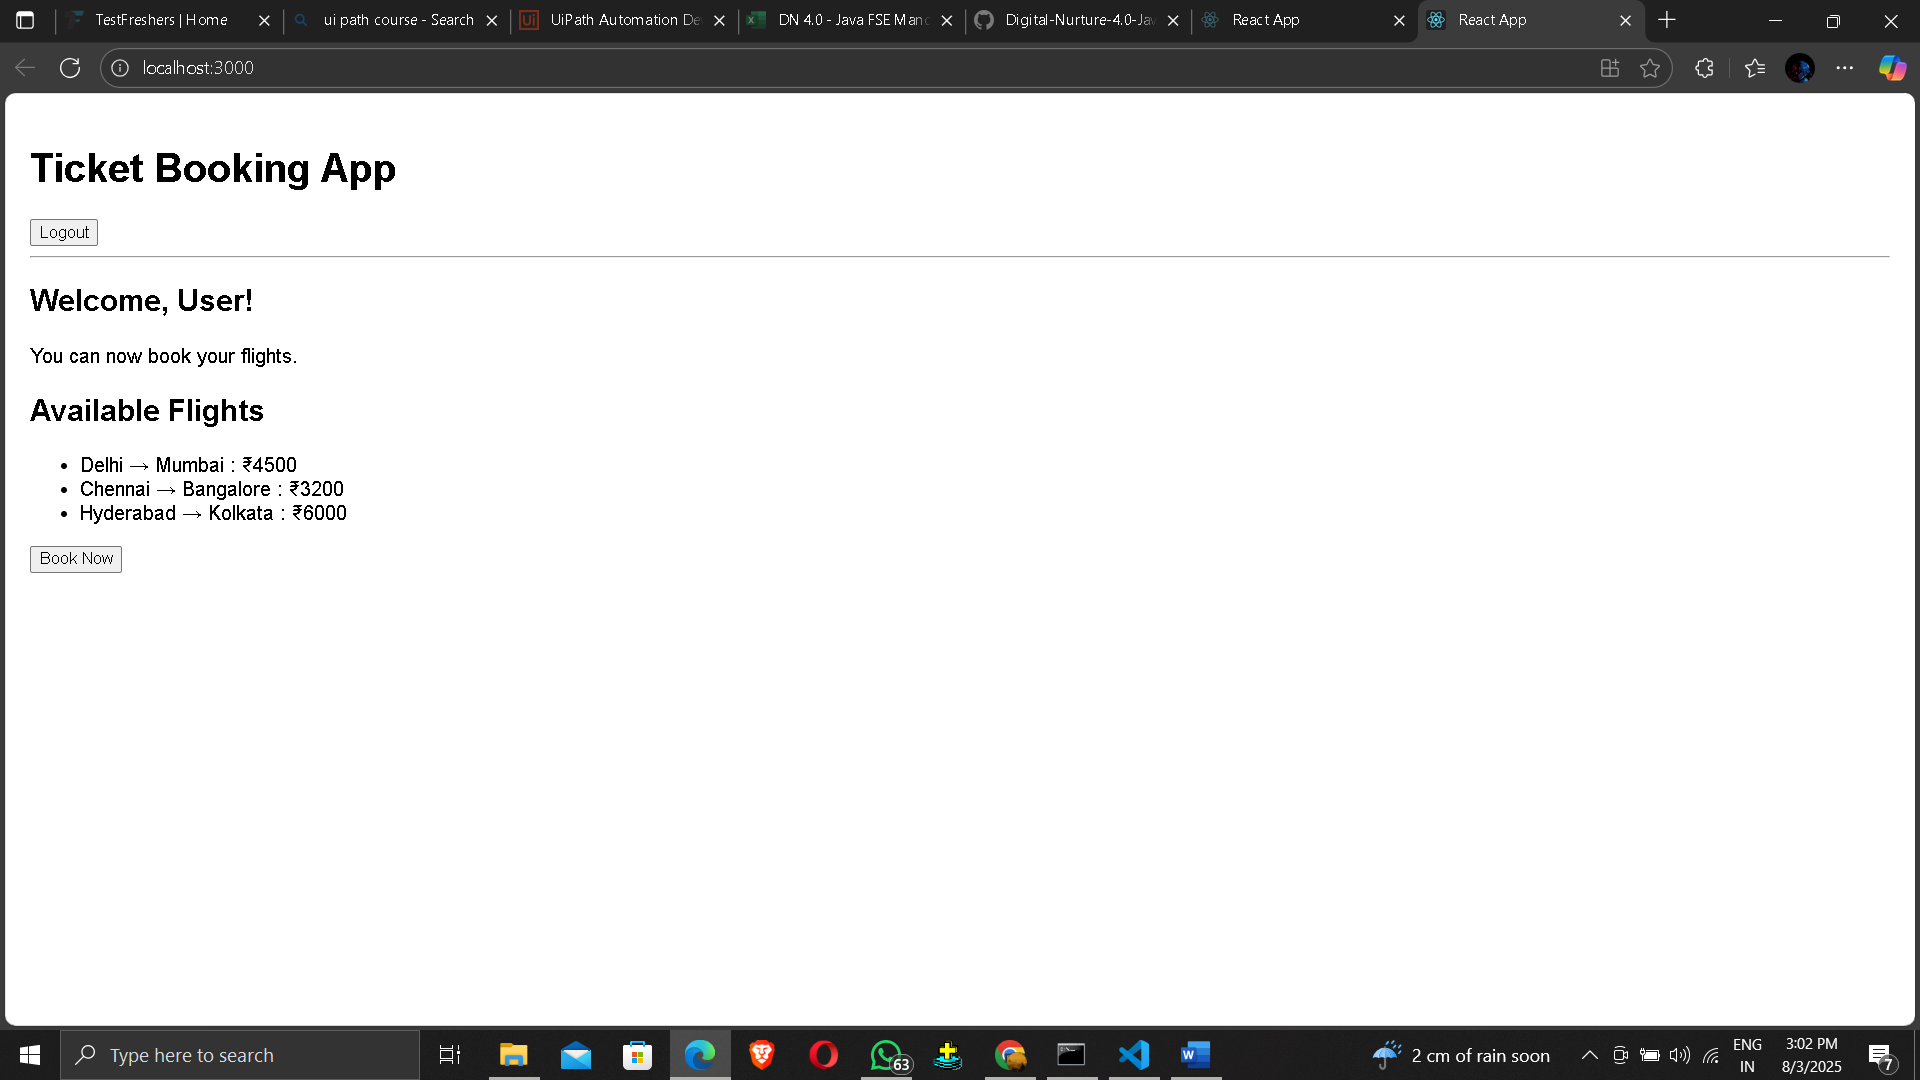 TestFreshers | Home
ui path course - Search
UiPath Automation De
DN 4.0 - Java FSE Manc
Digital-Nurture-4.0-Jav
React App
React App
localhost:3000
Ticket Booking App
Logout
Welcome, User!
You can now book your flights.
Available Flights
• Delhi → Mumbai : ₹4500
• Chennai → Bangalore : ₹3200
• Hyderabad → Kolkata : ₹6000
Book Now
Type here to search
63
2 cm of rain soon
ENG
IN
3:02 PM
8/3/2025
7